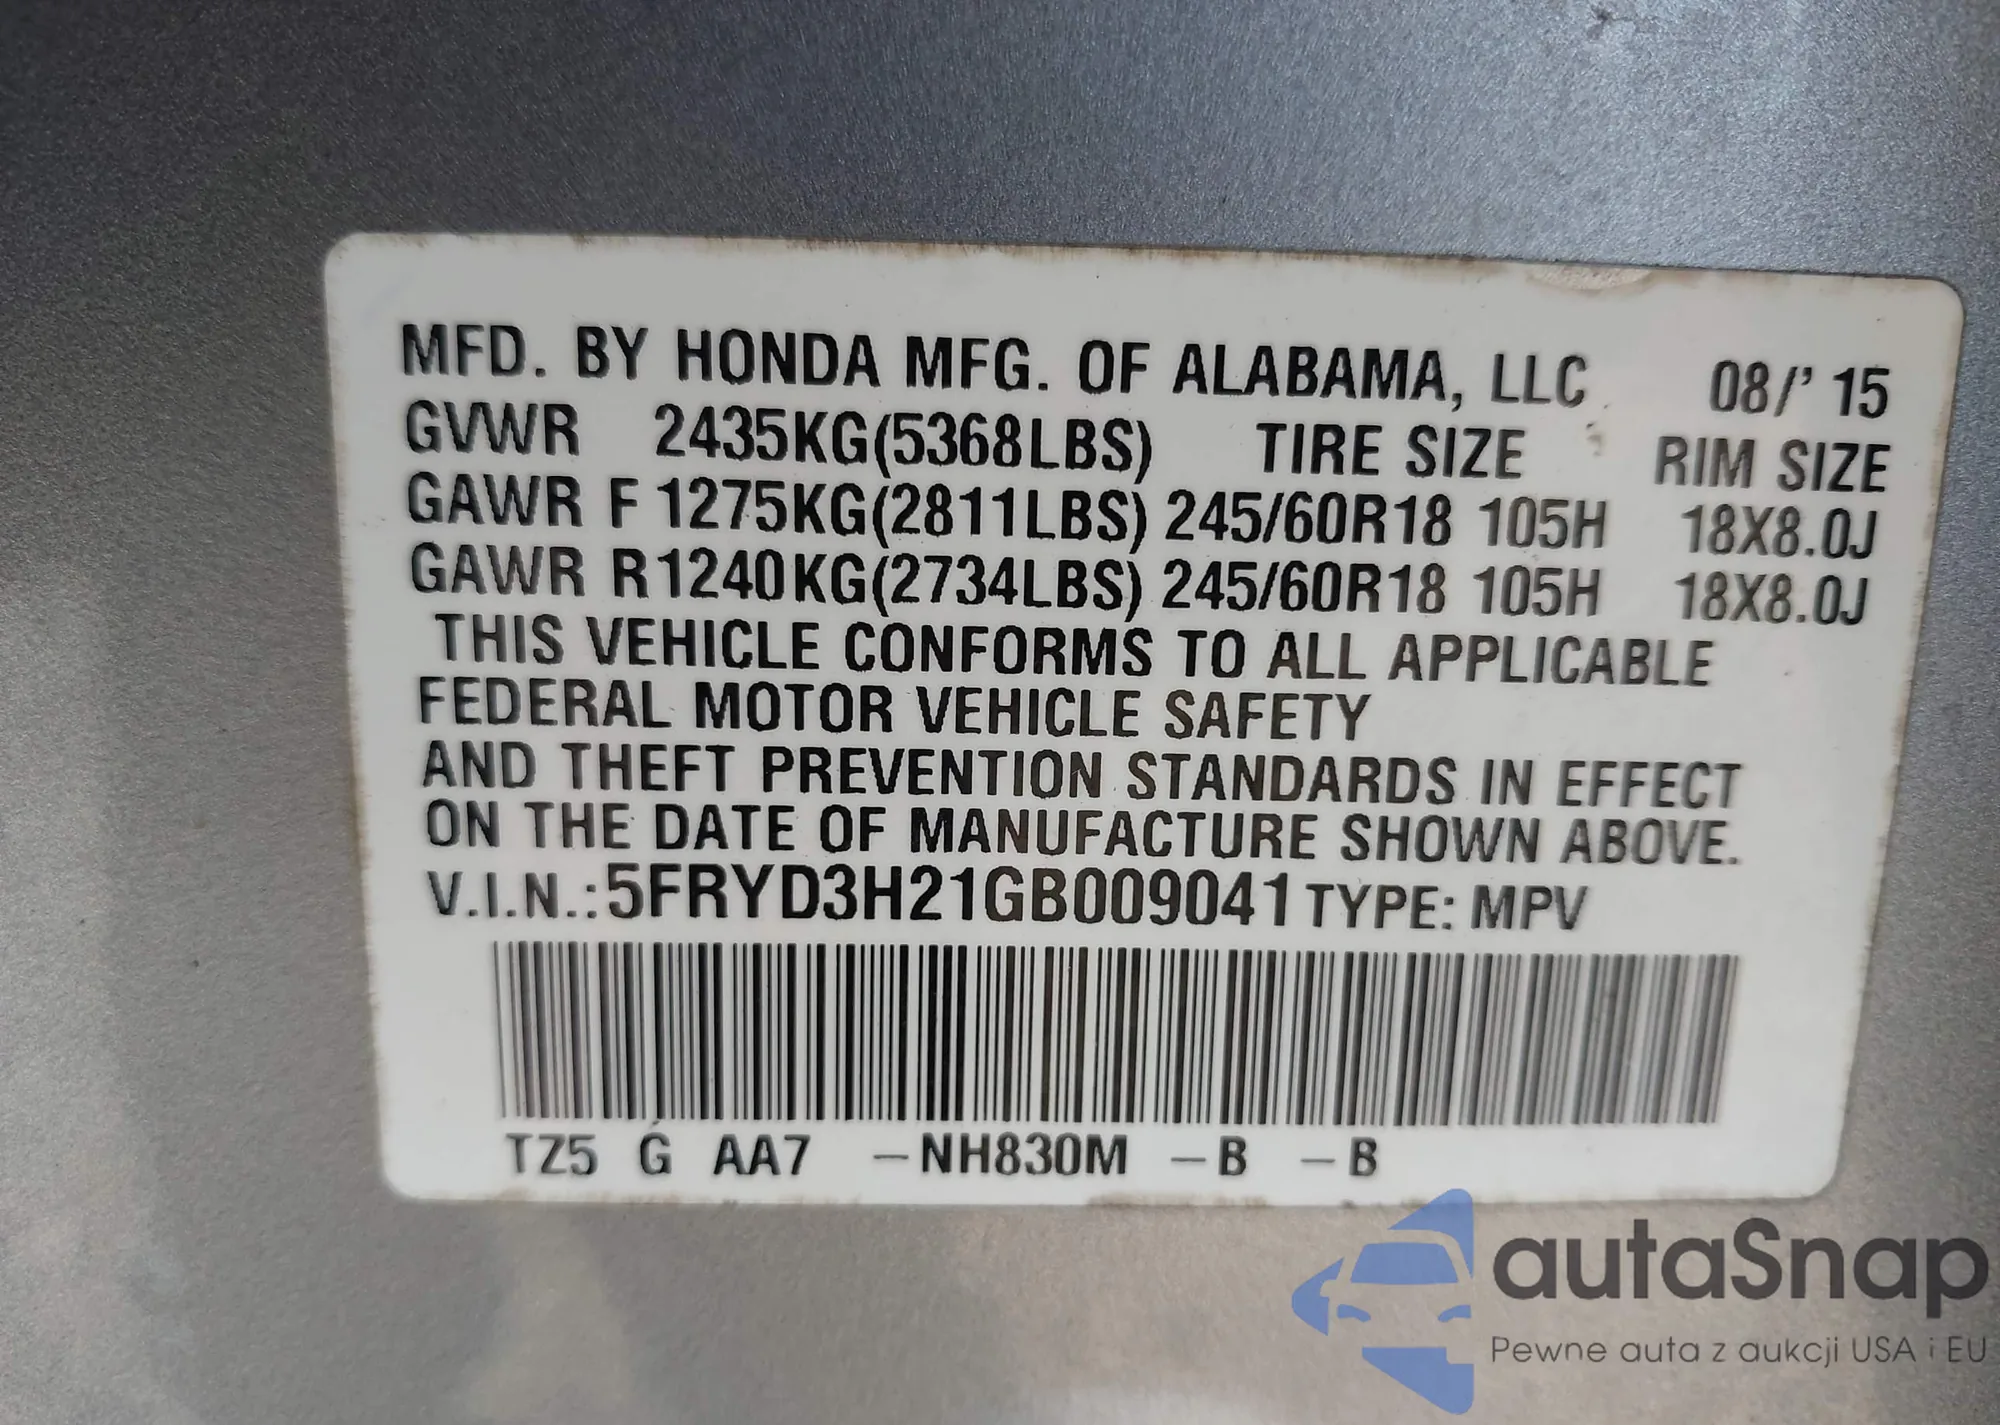 MFD. BY HONDA MFG. OF ALABAMA, LLC 08/' 15
GVWR 2435KG(5368LBS) TIRE SIZE RIM SIZE
GAWR F 1275KG(2811LBS) 245/60R18 105H 18X8.0J
GAWR R1240KG(2734LBS) 245/60R18 105H 18X8.0J
THIS VEHICLE CONFORMS TO ALL APPLICABLE
FEDERAL MOTOR VEHICLE SAFETY
AND THEFT PREVENTION STANDARDS IN EFFECT
ON THE DATE OF MANUFACTURE SHOWN ABOVE.
V.I.N.:5FRYD3H21GB009041 TYPE: MPV
TZ5 G AA7 –NH830M –B –B
autaSnap
Pewne auta z aukcji USA i EU